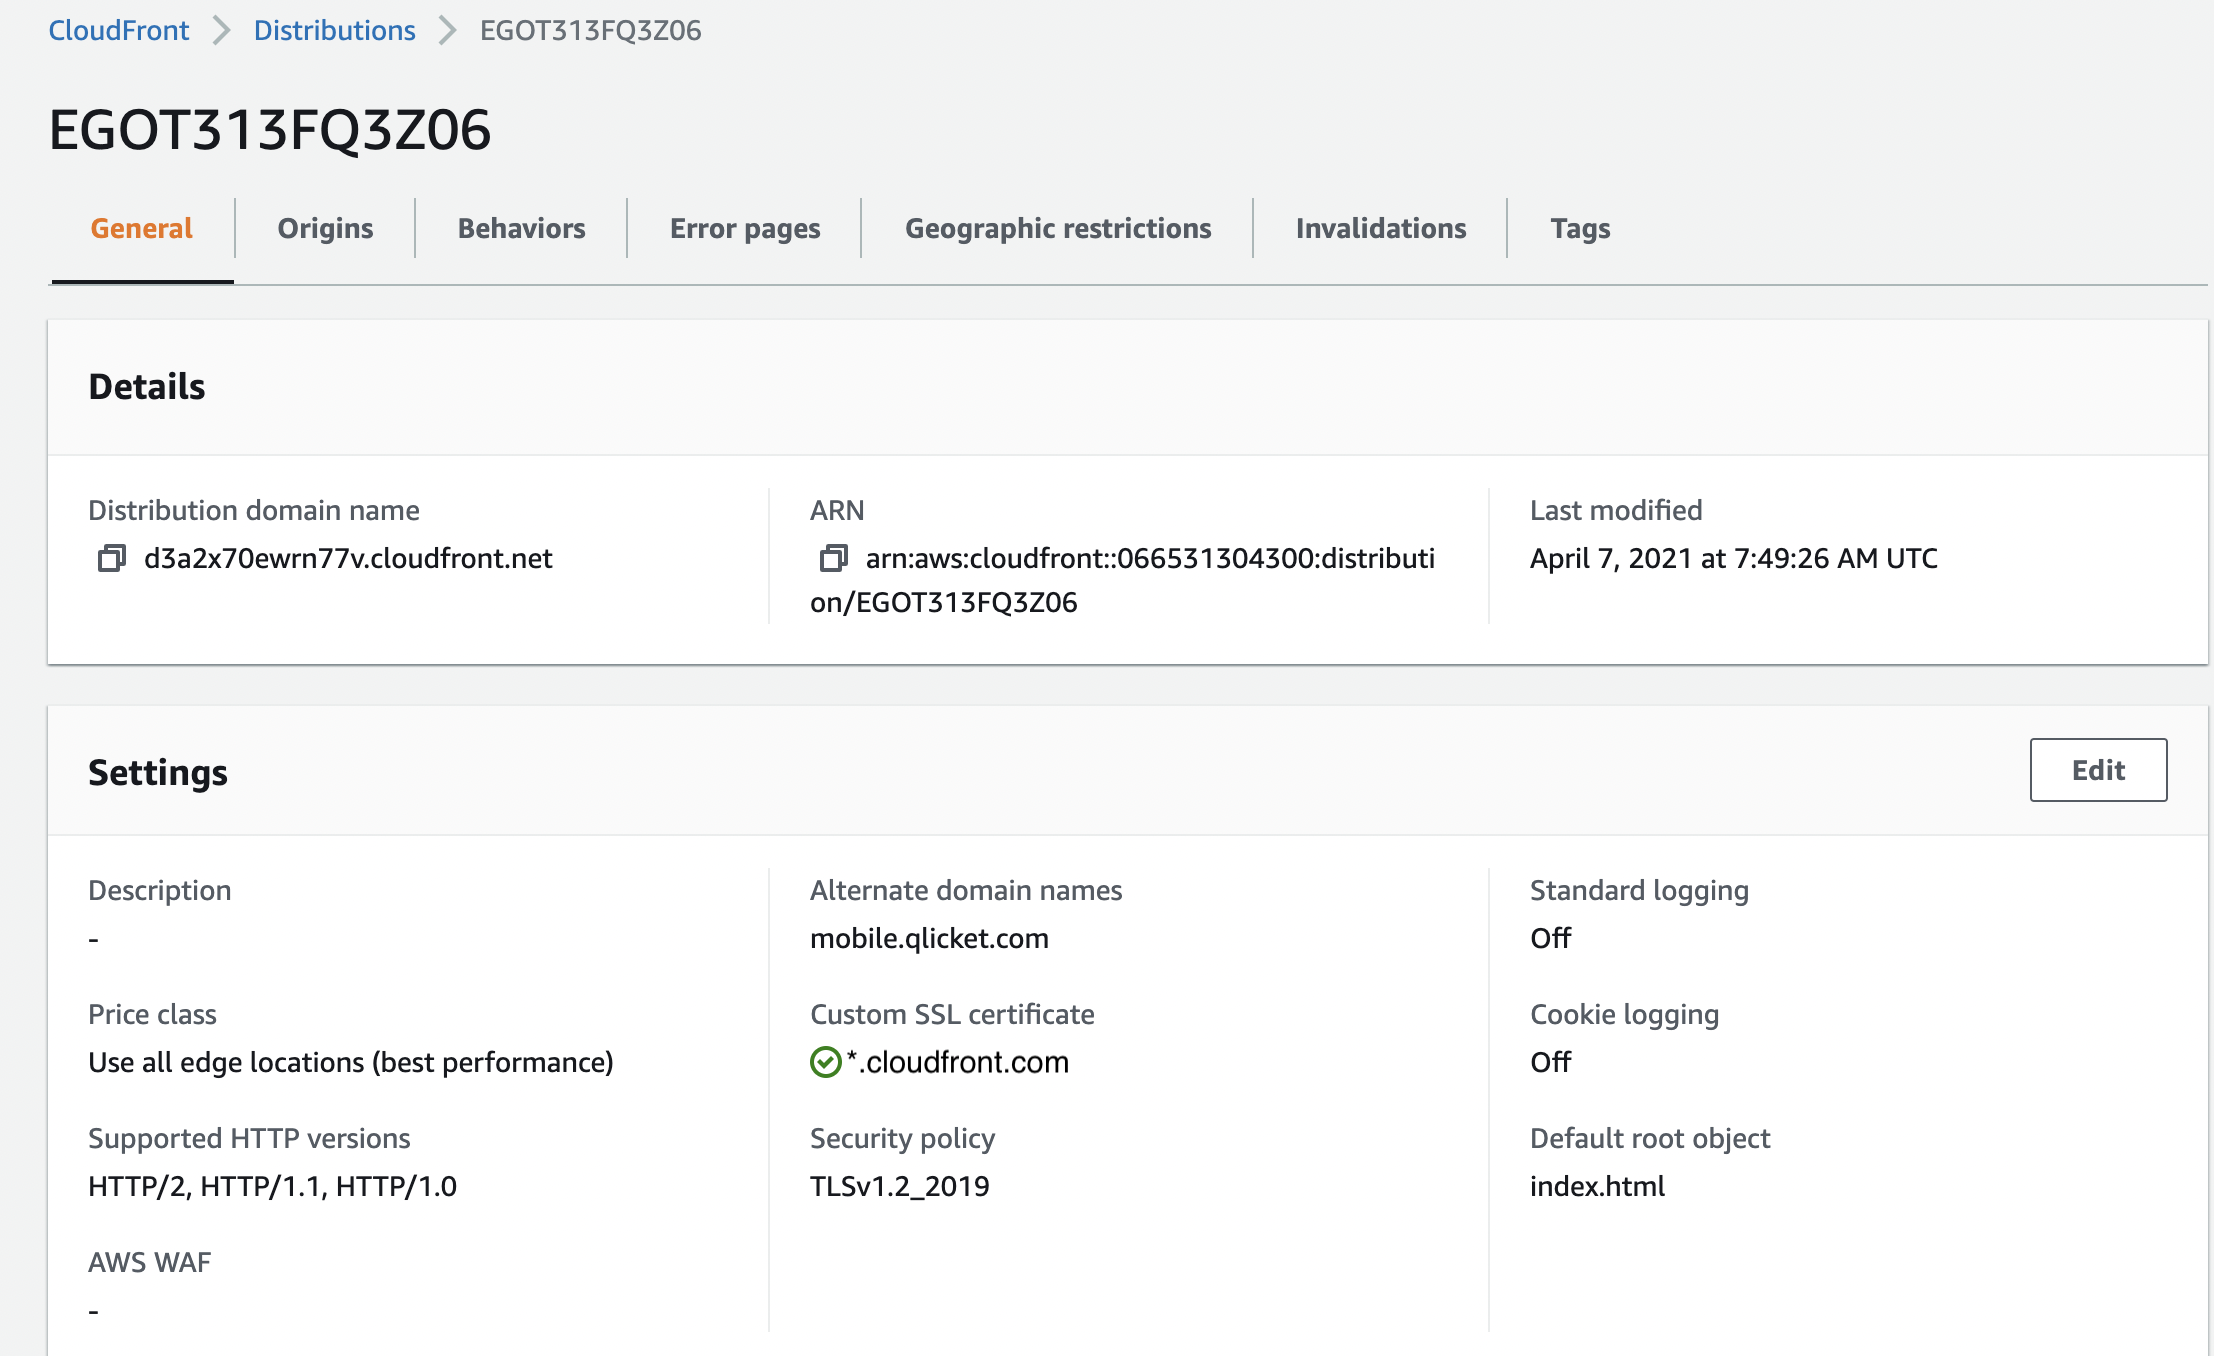 CloudFront > Distributions > EGOT313FQ3Z06
EGOT313FQ3Z06
General
Origins
Behaviors
Error pages
Geographic restrictions
Invalidations
Tags
Details
Distribution domain name
d3a2x70ewrn77v.cloudfront.net
ARN
arn:aws:cloudfront::066531304300:distributi
on/EGOT313FQ3Z06
Last modified
April 7, 2021 at 7:49:26 AM UTC
Settings
Edit
Description
-
Price class
Use all edge locations (best performance)
Supported HTTP versions
HTTP/2, HTTP/1.1, HTTP/1.0
AWS WAF
-
Alternate domain names
mobile.qlicket.com
Custom SSL certificate
*.cloudfront.com
Security policy
TLSv1.2_2019
Standard logging
Off
Cookie logging
Off
Default root object
index.html